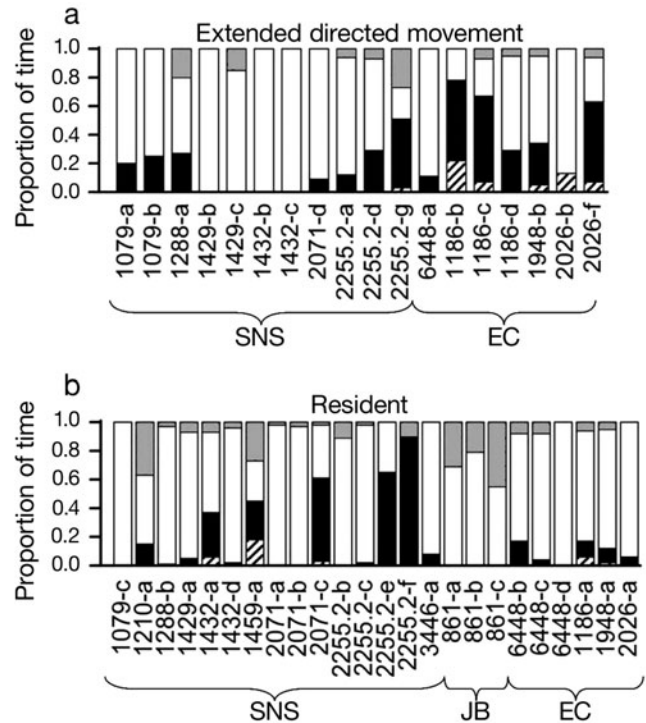 a
Extended directed movement
Proportion of time
1.0
0.8
0.6
0.4
0.2
0.0
1079-a
1079-b
1288-a
1429-b
1429-c
1432-b
1432-c
2071-d
2255.2-a
2255.2-d
2255.2-g
6448-a
1186-b
1186-c
1186-d
1948-b
2026-b
2026-f
SNS
EC
b
Resident
Proportion of time
1.0
0.8
0.6
0.4
0.2
0.0
1079-c
1210-a
1288-b
1429-a
1432-a
1432-d
1459-a
2071-a
2071-b
2071-c
2255.2-b
2255.2-c
2255.2-e
2255.2-f
3446-a
861-a
861-b
861-c
6448-b
6448-c
6448-d
1186-a
1948-a
2026-a
SNS
JB
EC